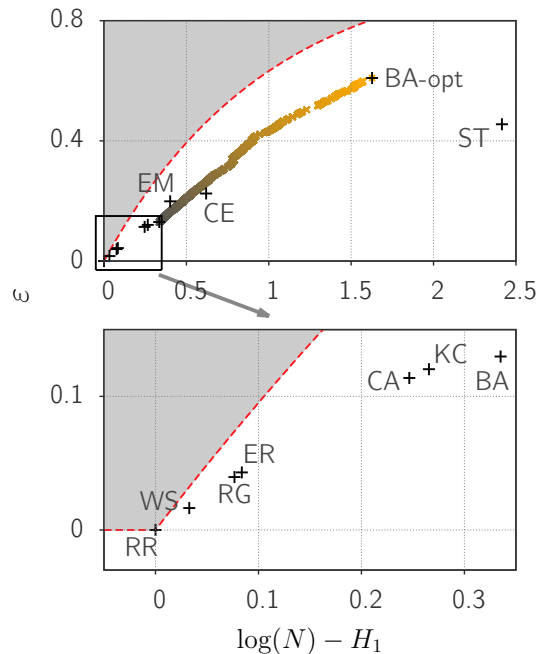 0.8
BA-opt
ST
0.4
EM
CE
0
0 0.5 1 1.5 2 2.5
ε
KC
CA
BA
0.1
ER
WS
RG
0
RR
0 0.1 0.2 0.3
log(N) − H₁